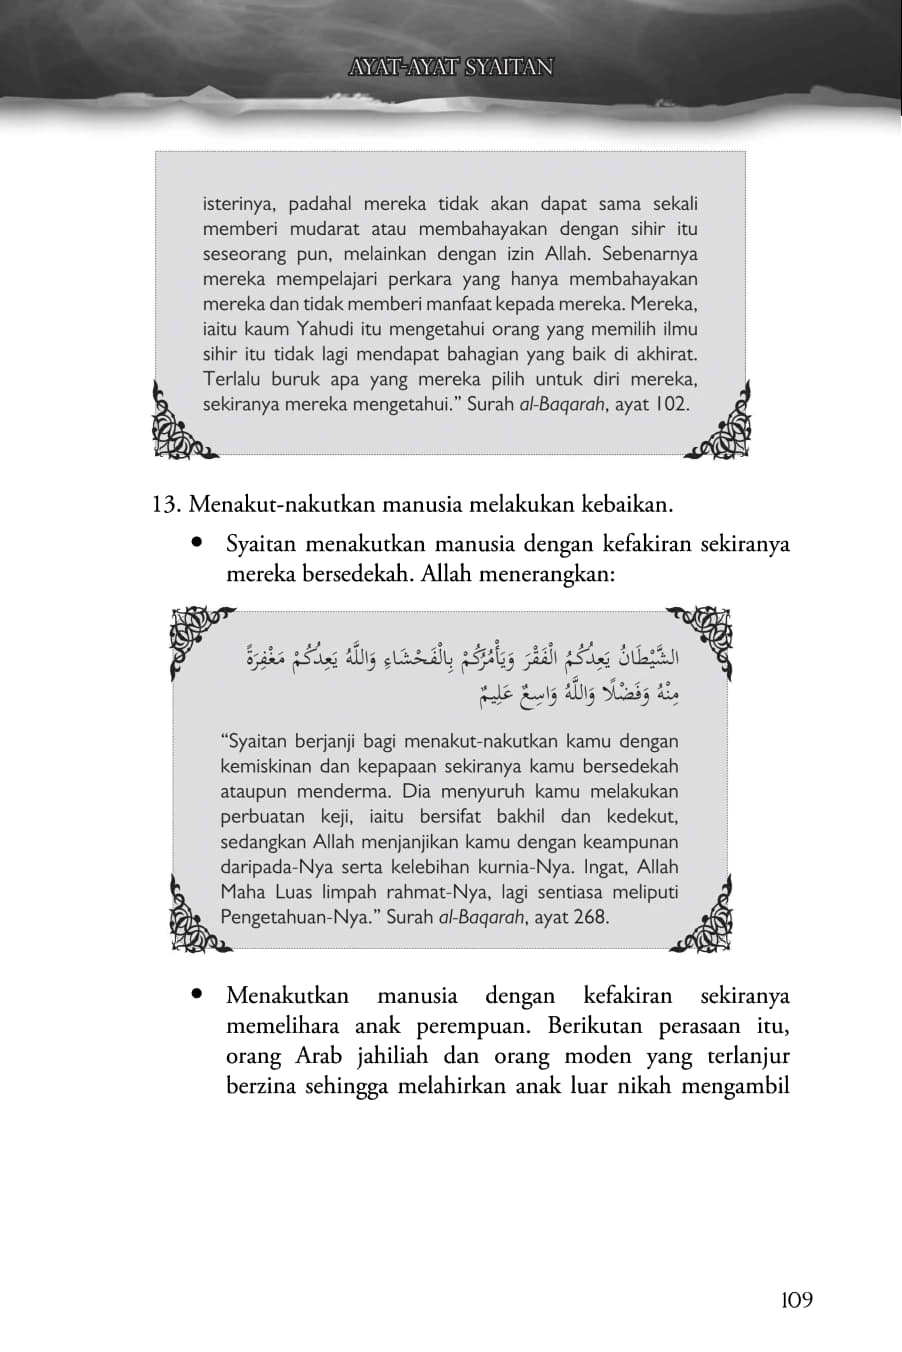 AYAT-AYAT SYAITAN
isterinya, padahal mereka tidak akan dapat sama sekali
memberi mudarat atau membahayakan dengan sihir itu
seseorang pun, melainkan dengan izin Allah. Sebenarnya
mereka mempelajari perkara yang hanya membahayakan
mereka dan tidak memberi manfaat kepada mereka. Mereka,
iaitu kaum Yahudi itu mengetahui orang yang memilih ilmu
sihir itu tidak lagi mendapat bahagian yang baik di akhirat.
Terlalu buruk apa yang mereka pilih untuk diri mereka,
sekiranya mereka mengetahui.” Surah al-Baqarah, ayat 102.
13. Menakut-nakutkan manusia melakukan kebaikan.
• Syaitan menakutkan manusia dengan kefakiran sekiranya
mereka bersedekah. Allah menerangkan:
الشَّيْطَانُ يَعِدُكُمُ الْفَقْرَ وَيَأْمُرُكُمْ بِالْفَحْشَاءِ وَاللَّهُ يَعِدُكُمْ مَغْفِرَةً
مِنْهُ وَفَضْلًا وَاللَّهُ وَاسِعٌ عَلِيمٌ
“Syaitan berjanji bagi menakut-nakutkan kamu dengan
kemiskinan dan kepapaan sekiranya kamu bersedekah
ataupun menderma. Dia menyuruh kamu melakukan
perbuatan keji, iaitu bersifat bakhil dan kedekut,
sedangkan Allah menjanjikan kamu dengan keampunan
daripada-Nya serta kelebihan kurnia-Nya. Ingat, Allah
Maha Luas limpah rahmat-Nya, lagi sentiasa meliputi
Pengetahuan-Nya.” Surah al-Baqarah, ayat 268.
• Menakutkan manusia dengan kefakiran sekiranya
memelihara anak perempuan. Berikutan perasaan itu,
orang Arab jahiliah dan orang moden yang terlanjur
berzina sehingga melahirkan anak luar nikah mengambil
109